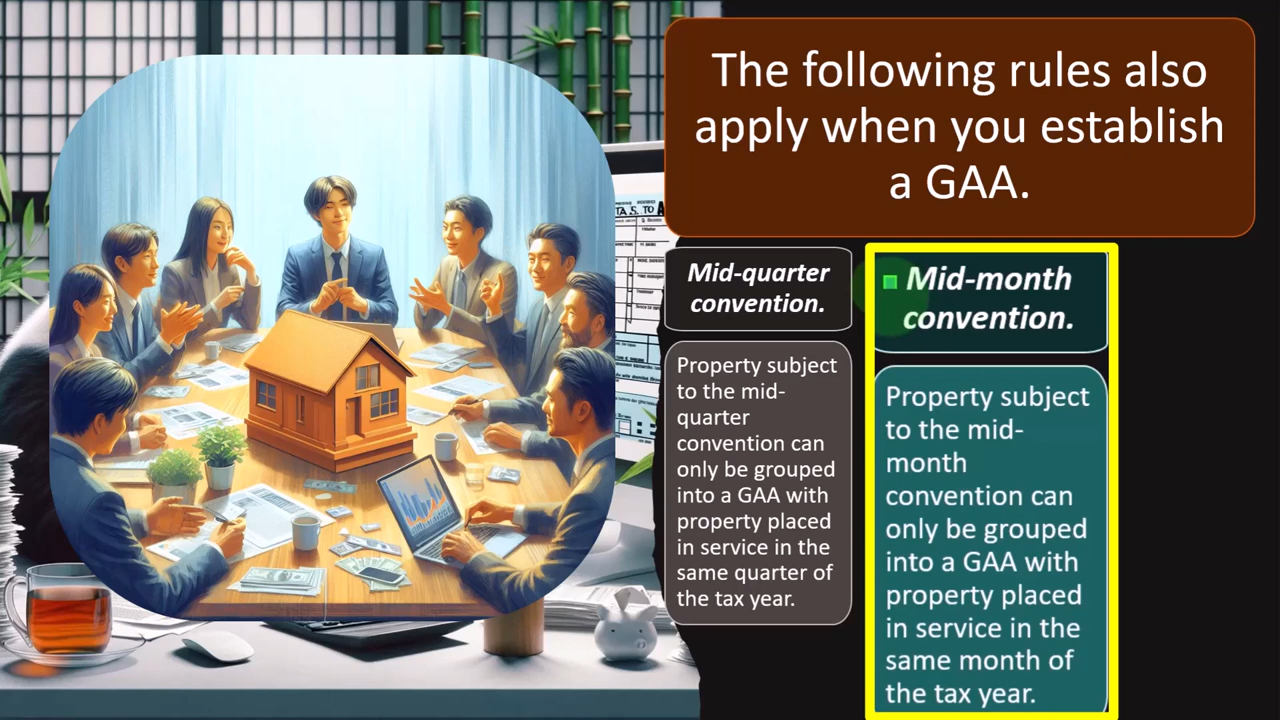 The following rules also
apply when you establish
a GAA.
Mid-quarter
convention.
Property subject
to the mid-
quarter
convention can
only be grouped
into a GAA with
property placed
in service in the
same quarter of
the tax year.
Mid-month
convention.
Property subject
to the mid-
month
convention can
only be grouped
into a GAA with
property placed
in service in the
same month of
the tax year.